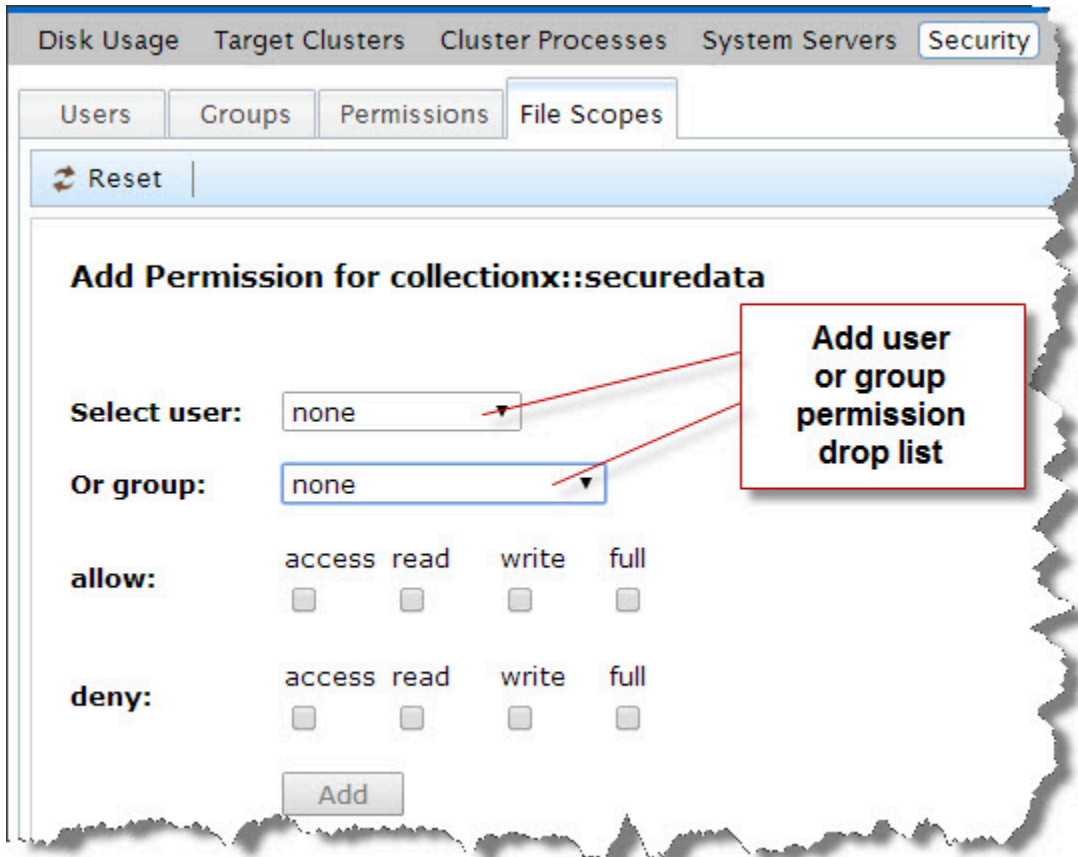 Disk Usage Target Clusters Cluster Processes System Servers Security
Users Groups Permissions File Scopes
Reset
Add Permission for collectionx::securedata
Add user
or group
permission
drop list
Select user: none
Or group: none
access read write full
allow:
access read write full
deny:
Add